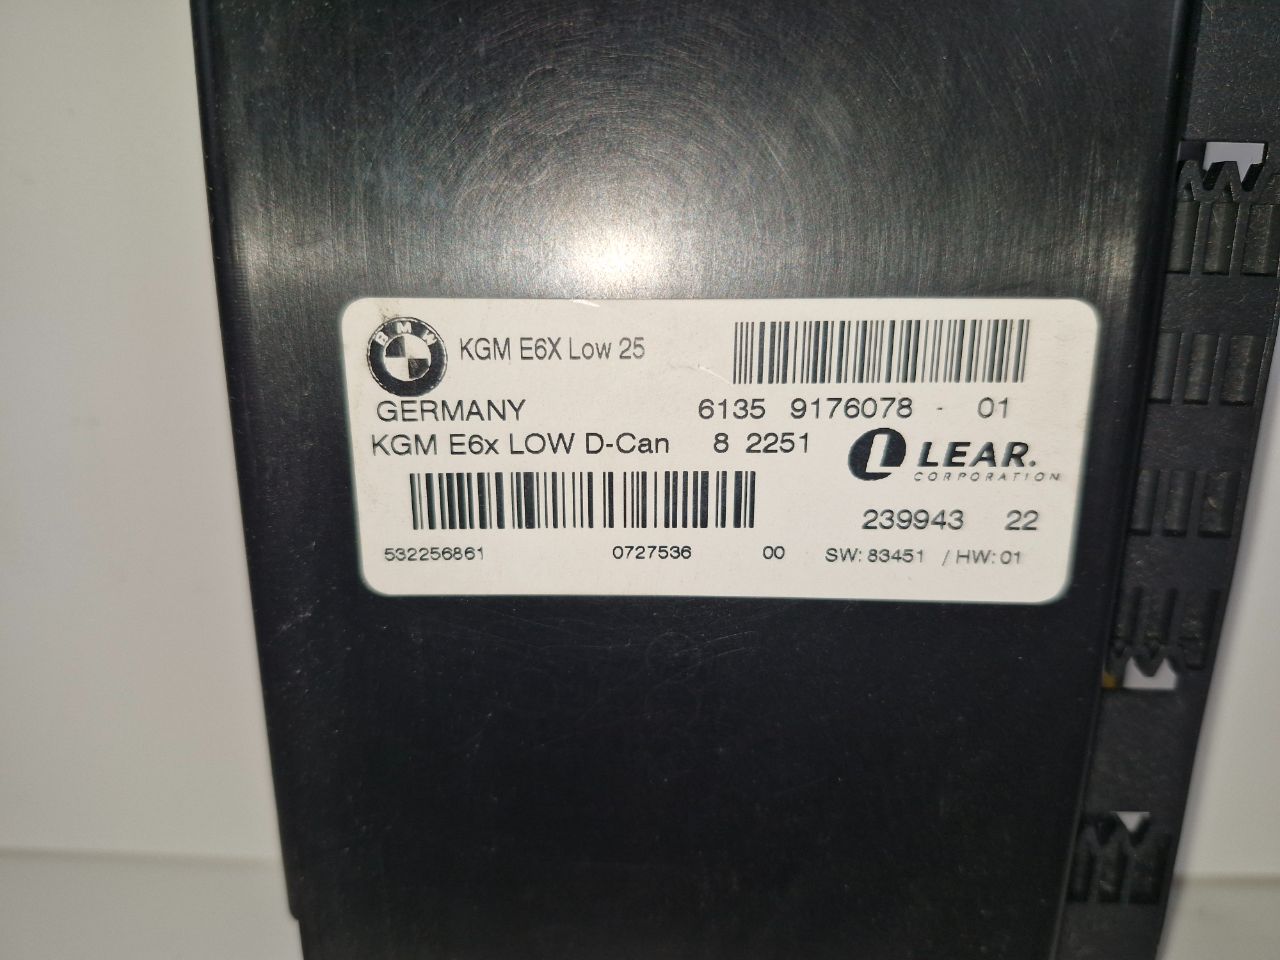 BMW
KGM E6X Low 25
GERMANY 6135 9176078 - 01
KGM E6x LOW D-Can 8 2251
L LEAR.
CORPORATION
239943 22
532256861 0727536 00 SW: 83451 / HW: 01